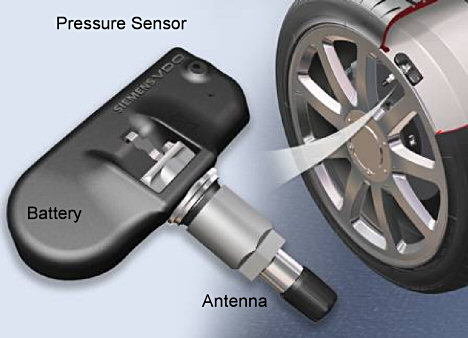 Pressure Sensor
SIEMENS VDO
Battery
Antenna